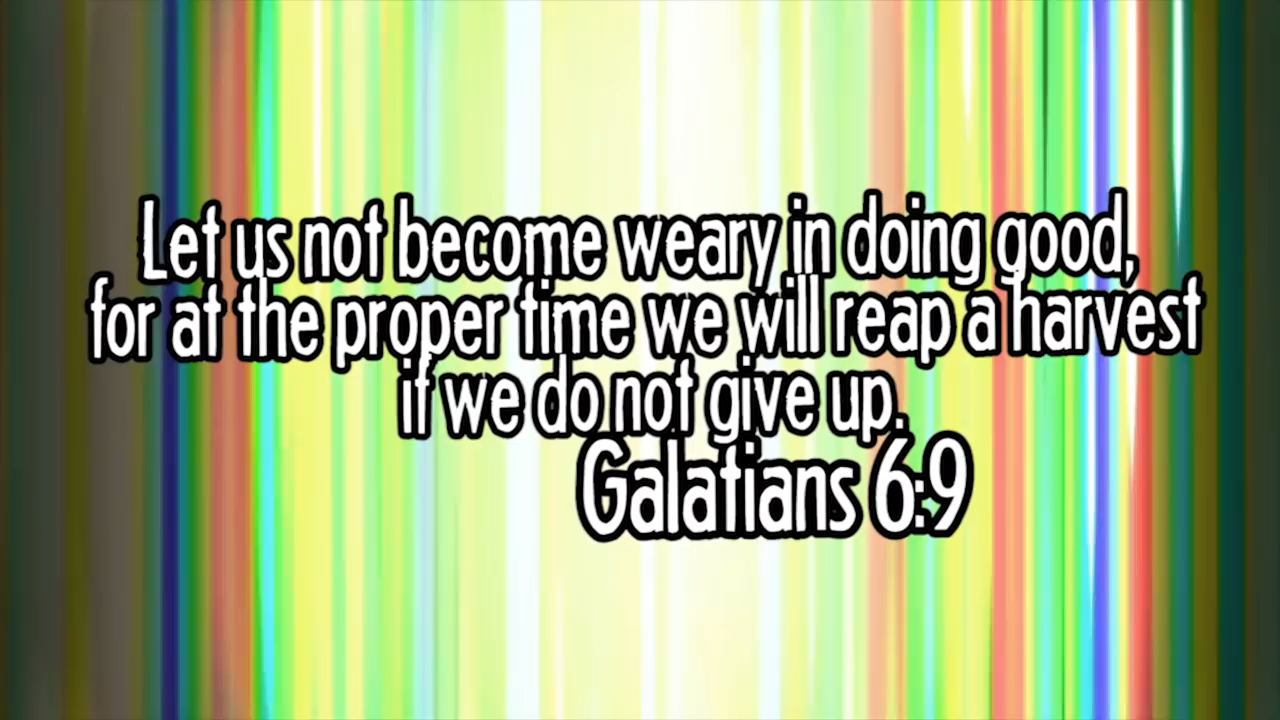 Let us not become weary in doing good,
for at the proper time we will reap a harvest
if we do not give up.
Galatians 6:9